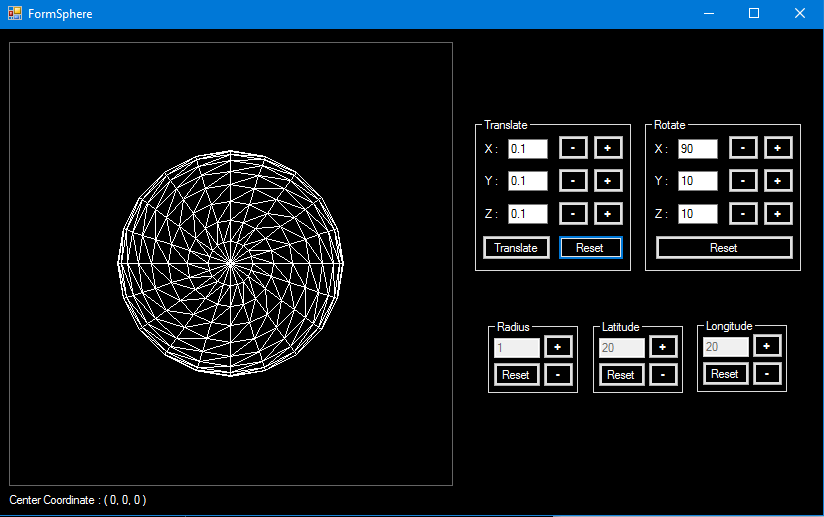 FormSphere
Translate
X : 0.1 - +
Y : 0.1 - +
Z : 0.1 - +
Translate Reset
Rotate
X : 90 - +
Y : 10 - +
Z : 10 - +
Reset
Radius
1 +
Reset -
Latitude
20 +
Reset -
Longitude
20 +
Reset -
Center Coordinate : ( 0, 0, 0 )